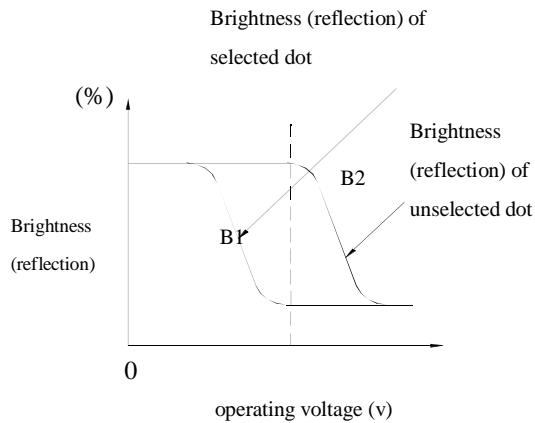 Brightness (reflection) of
selected dot
(%)
Brightness
(reflection) of
unselected dot
B2
B1
Brightness
(reflection)
0
operating voltage (v)